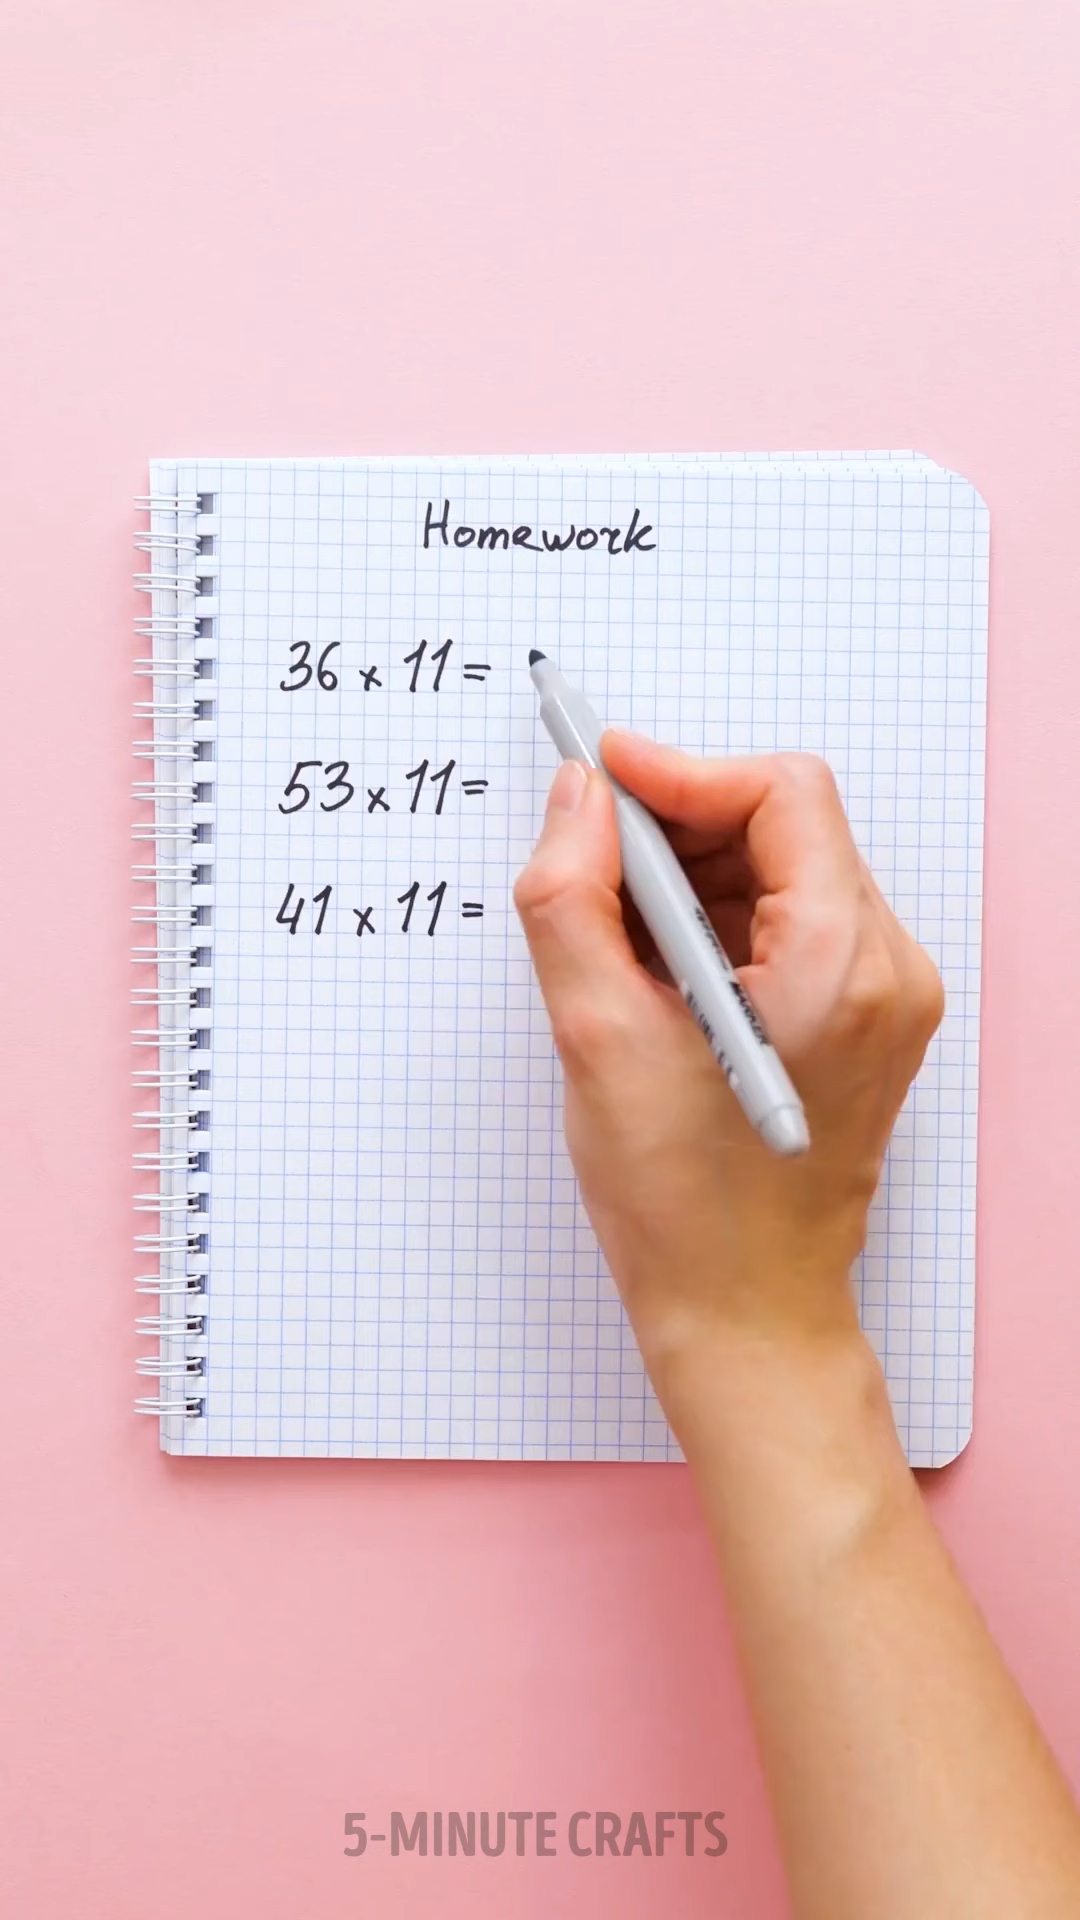 Homework
36 x 11 =
53 x 11 =
41 x 11 =
5-MINUTE CRAFTS